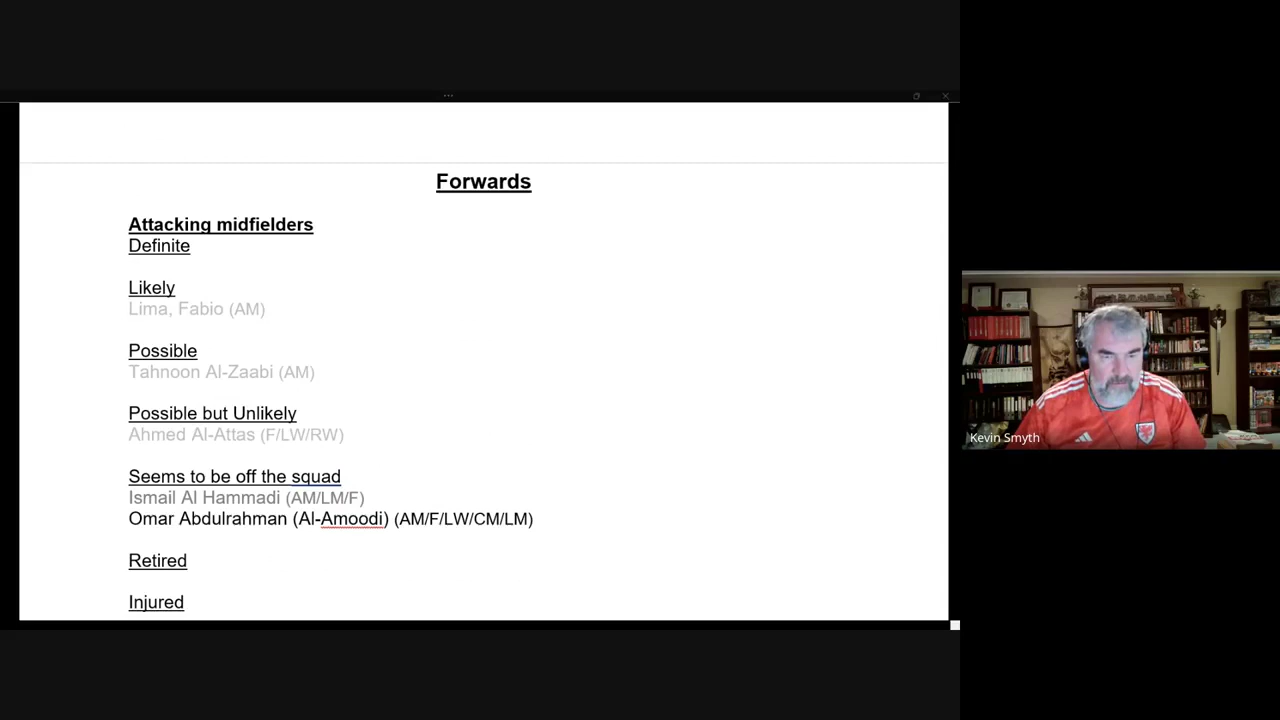 Forwards
Attacking midfielders
Definite
Likely
Lima, Fabio (AM)
Possible
Tahnoon Al-Zaabi (AM)
Possible but Unlikely
Ahmed Al-Attas (F/LW/RW)
Seems to be off the squad
Ismail Al Hammadi (AM/LM/F)
Omar Abdulrahman (Al-Amoodi) (AM/F/LW/CM/LM)
Retired
Injured
Kevin Smyth